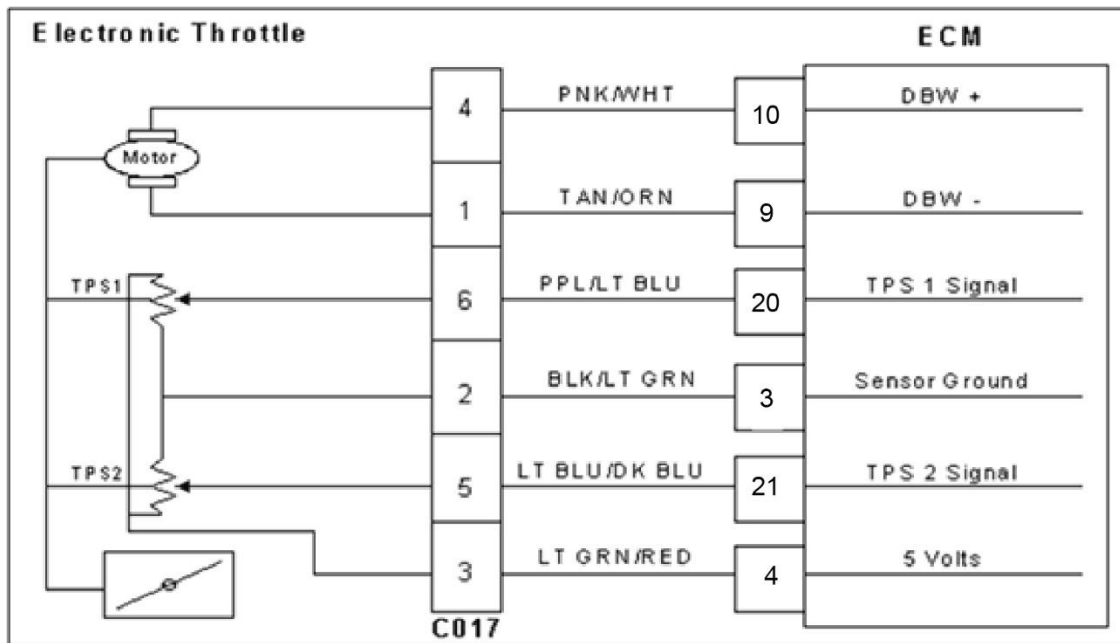 Electronic Throttle
ECM
4 PNK/WHT 10 DBW +
Motor
1 TAN/ORN 9 DBW -
TPS1 6 PPL/LT BLU 20 TPS 1 Signal
2 BLK/LT GRN 3 Sensor Ground
TPS2 5 LT BLU/DK BLU 21 TPS 2 Signal
3 LT GRN/RED 4 5 Volts
C017